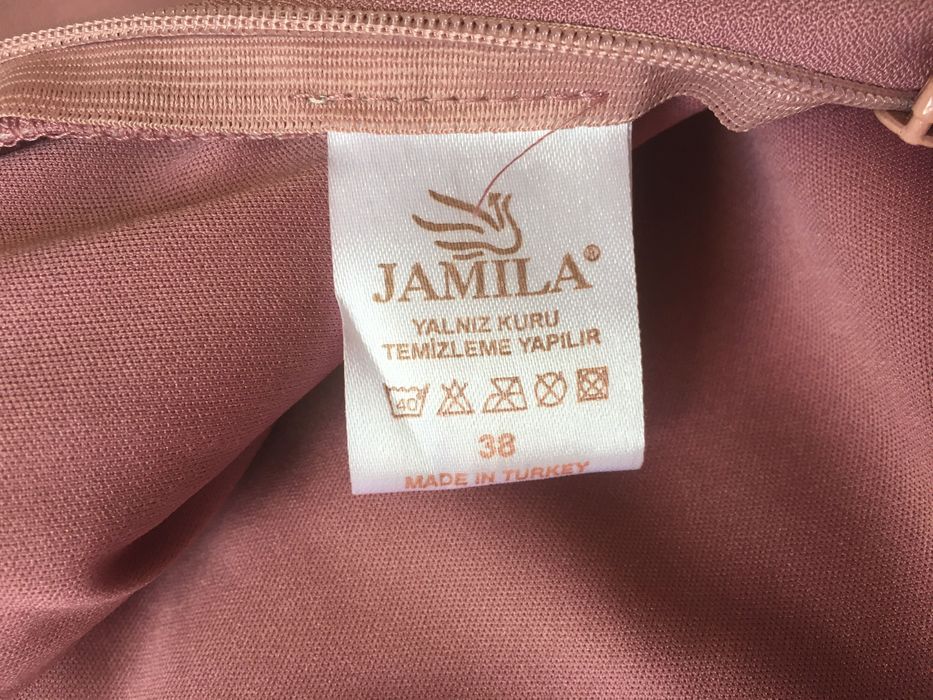 JAMILA®
YALNIZ KURU
TEMİZLEME YAPILIR
40
38
MADE IN TURKEY